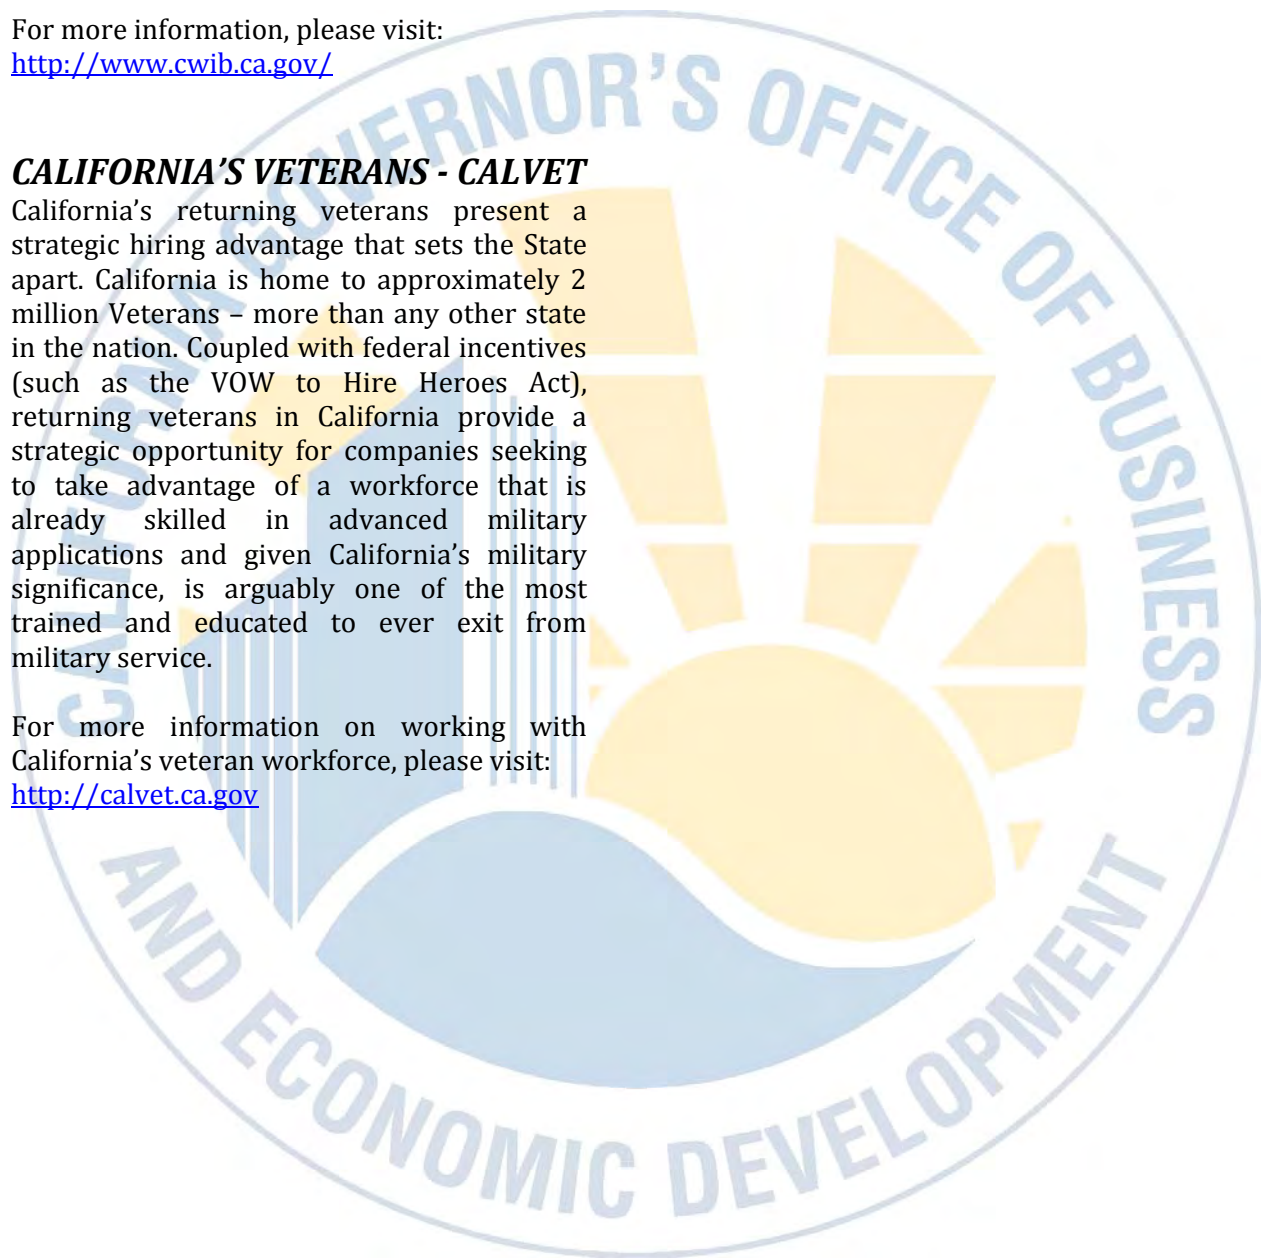 For more information, please visit:
http://www.cwib.ca.gov/
CALIFORNIA'S VETERANS - CALVET
California's returning veterans present a
strategic hiring advantage that sets the State
apart. California is home to approximately 2
million Veterans – more than any other state
in the nation. Coupled with federal incentives
(such as the VOW to Hire Heroes Act),
returning veterans in California provide a
strategic opportunity for companies seeking
to take advantage of a workforce that is
already skilled in advanced military
applications and given California's military
significance, is arguably one of the most
trained and educated to ever exit from
military service.
For more information on working with
California's veteran workforce, please visit:
http://calvet.ca.gov
CALIFORNIA GOVERNOR'S OFFICE OF BUSINESS
AND ECONOMIC DEVELOPMENT